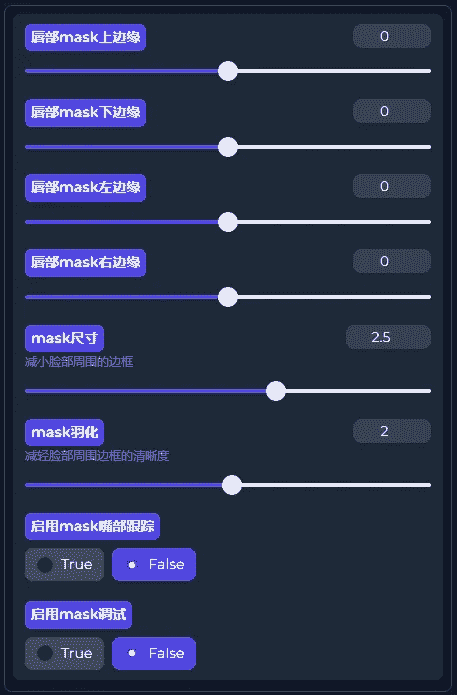 唇部mask上边缘
0
唇部mask下边缘
0
唇部mask左边缘
0
唇部mask右边缘
0
mask尺寸
2.5
减小脸部周围的边框
mask羽化
2
减轻脸部周围边框的清晰度
启用mask嘴部跟踪
True
False
启用mask调试
True
False